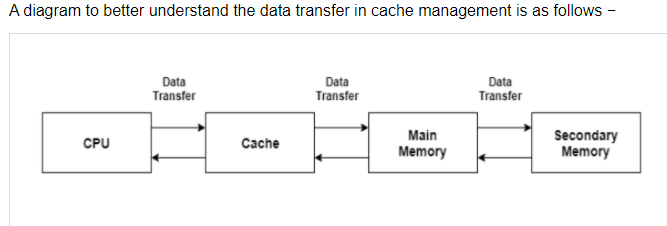 A diagram to better understand the data transfer in cache management is as follows −
Data
Transfer
Data
Transfer
Data
Transfer
CPU
Cache
Main
Memory
Secondary
Memory